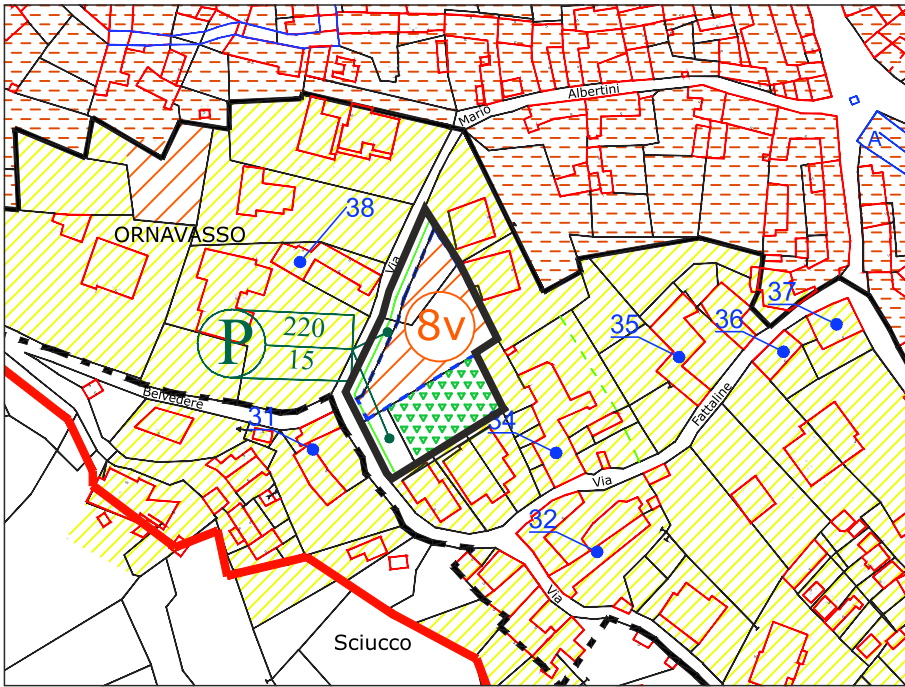 Albertini
Mario
A
38
ORNAVASSO
Via
37
P
220
15
8v
35
36
Belvedere
31
34
Fattaline
Via
32
Via
Sciucco